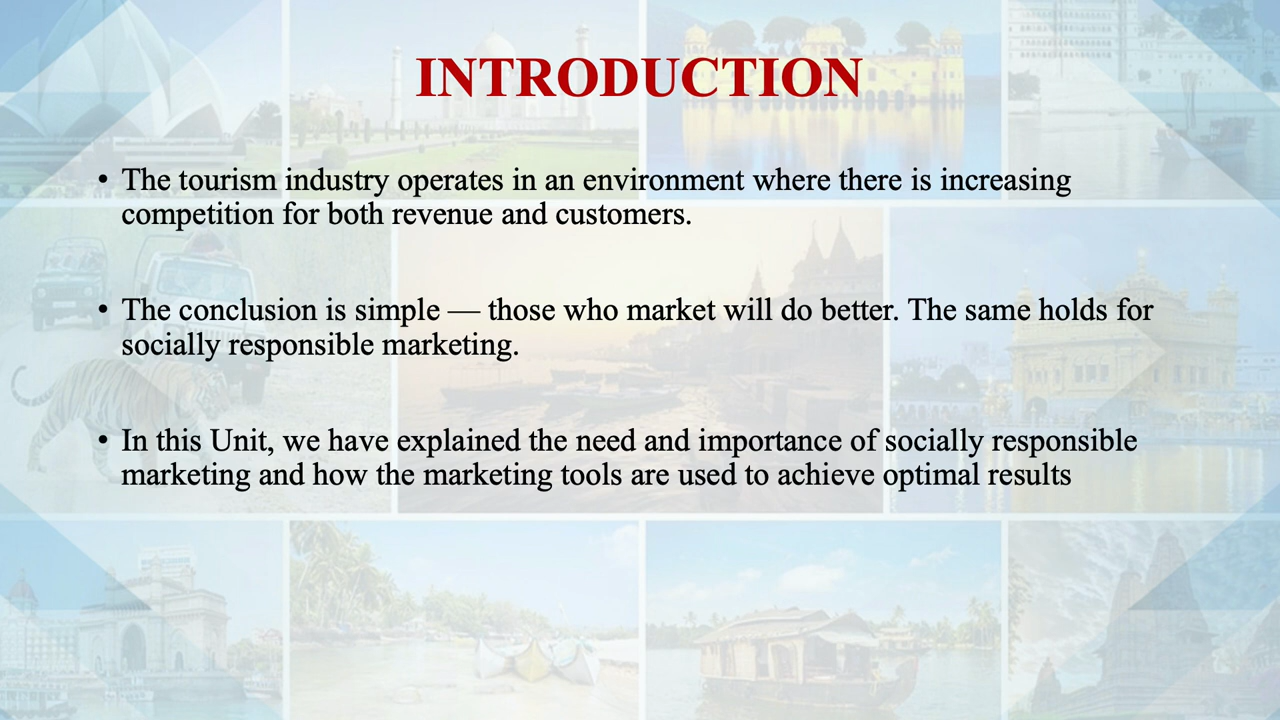 INTRODUCTION
• The tourism industry operates in an environment where there is increasing
competition for both revenue and customers.
• The conclusion is simple — those who market will do better. The same holds for
socially responsible marketing.
• In this Unit, we have explained the need and importance of socially responsible
marketing and how the marketing tools are used to achieve optimal results